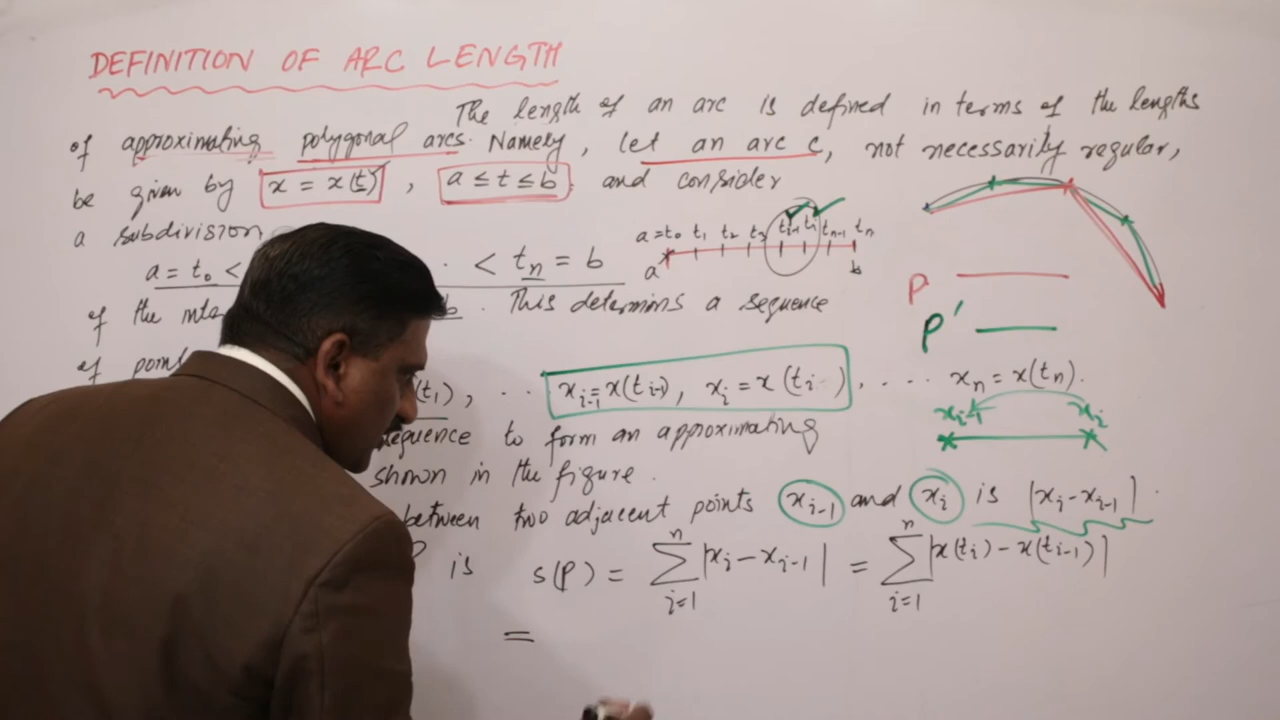 DEFINITION OF ARC LENGTH
The length of an arc is defined in terms of the lengths
of approximating polygonal arcs. Namely, let an arc C, not necessarily regular,
be given by x = x(t), a ≤ t ≤ b, and consider
a subdivision
a = t₀ t₁ t₂ t₃ tᵢ₋₁ tᵢ tₙ₋₁ tₙ
a b
a = t₀ < · < tₙ = b
of the b. This determins a sequence
P
P'
of
(t₁), ... xᵢ₋₁ = x(tᵢ₋₁), xᵢ = x(tᵢ), .... xₙ = x(tₙ).
xᵢ₋₁ xᵢ
sequence to form an approximating
shown in the figure.
between two adjacent points xᵢ₋₁ and xᵢ is |xᵢ - xᵢ₋₁|.
is s(P) = ∑ⁿᵢ₌₁ |xᵢ - xᵢ₋₁| = ∑ⁿᵢ₌₁ |x(tᵢ) - x(tᵢ₋₁)|
=